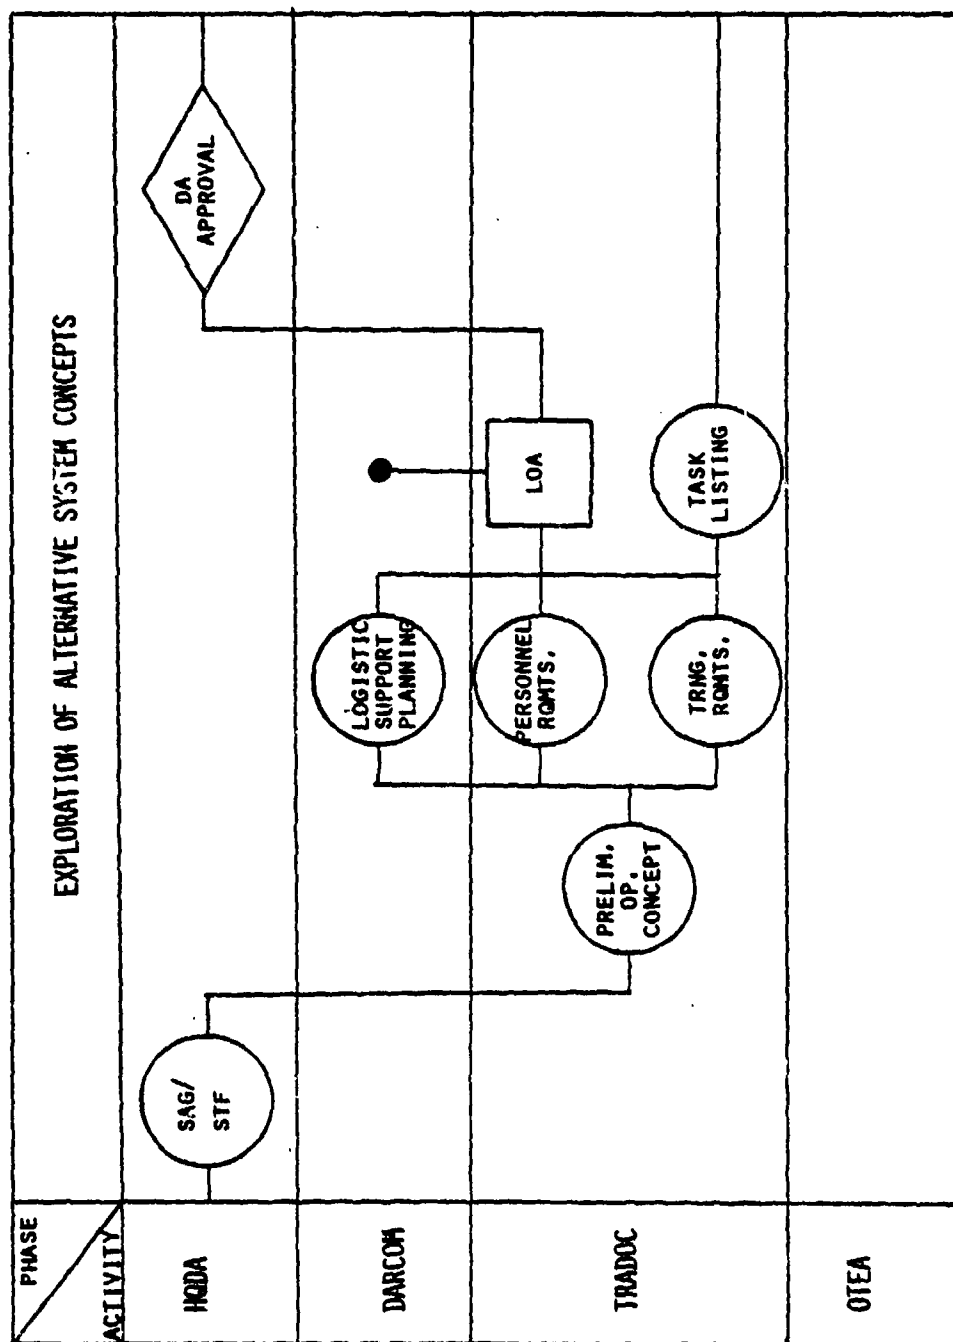 PHASE
ACTIVITY
EXPLORATION OF ALTERNATIVE SYSTEM CONCEPTS
HQDA
SAG/
STF
DA
APPROVAL
DARCOM
LOGISTIC
SUPPORT
PLANNING
TRADOC
PRELIM.
OP.
CONCEPT
PERSONNEL
RQMTS.
TRNG.
RQMTS.
LOA
TASK
LISTING
OTEA